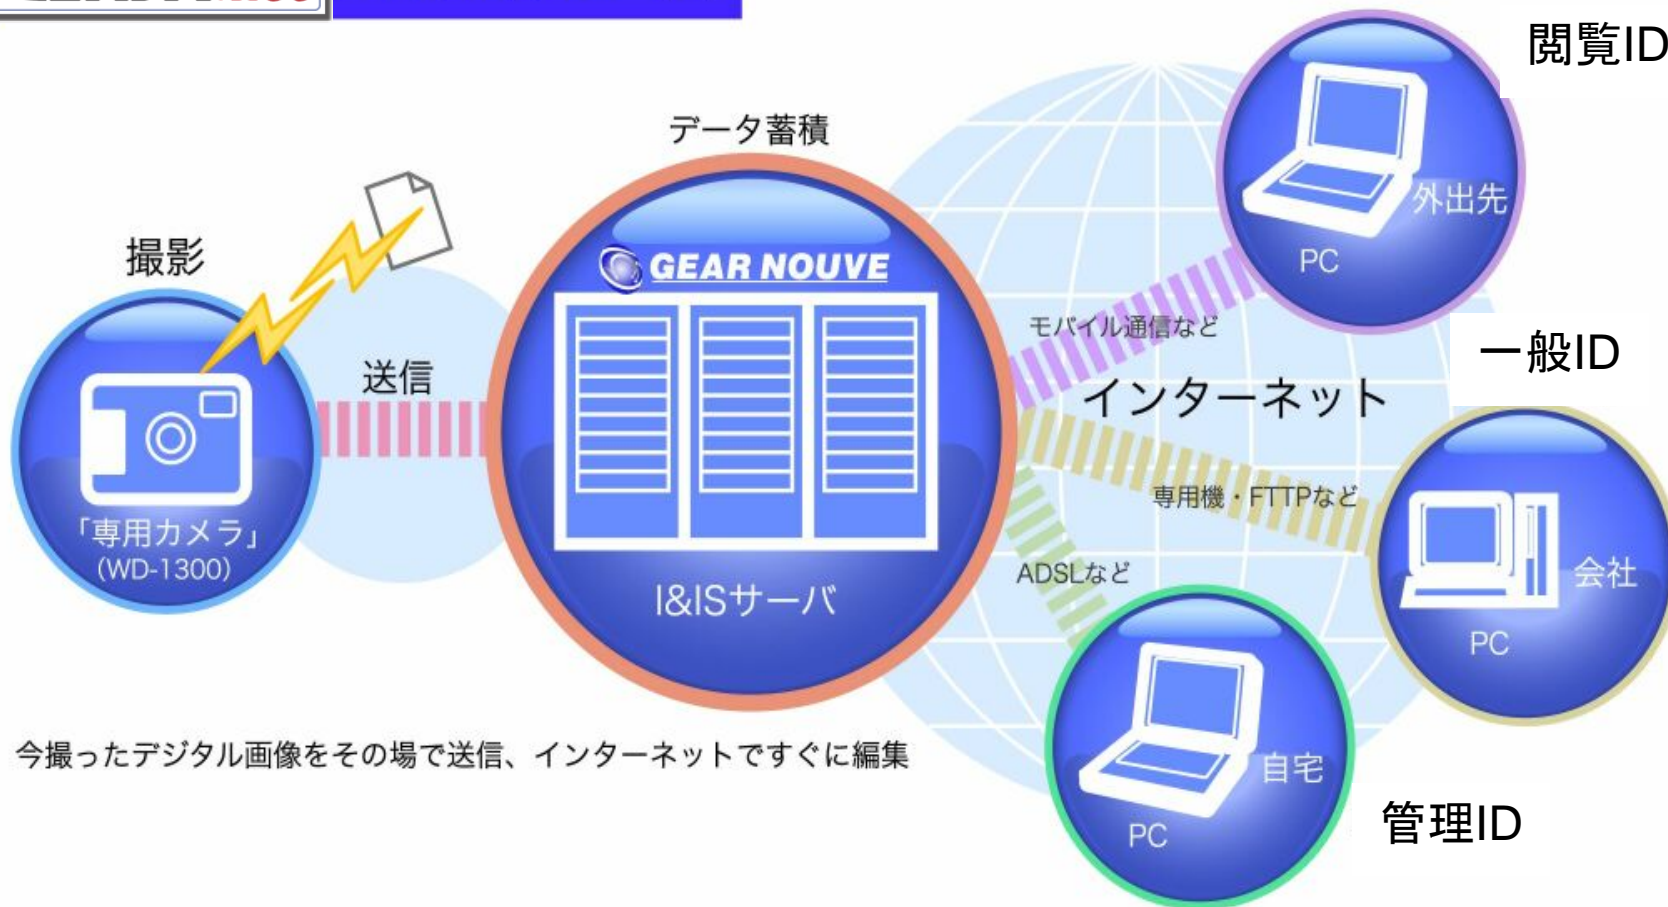 閲覧ID
データ蓄積
撮影
GEAR NOUVE
外出先
PC
モバイル通信など
一般ID
送信
インターネット
専用機・FTTPなど
「専用カメラ」
(WD-1300)
ADSLなど
会社
I&ISサーバ
PC
今撮ったデジタル画像をその場で送信、インターネットですぐに編集
自宅
PC
管理ID